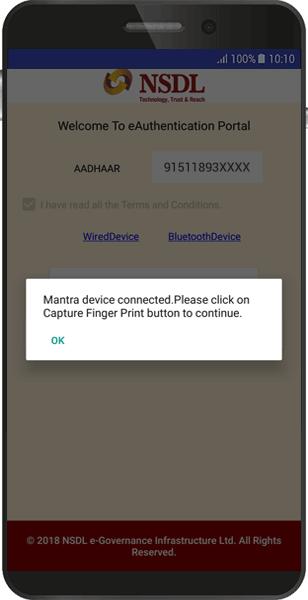 100% 10:10
NSDL
Technology, Trust & Reach
Welcome To eAuthentication Portal
AADHAAR 91511893XXXX
I have read all the Terms and Conditions.
WiredDevice BluetoothDevice
Mantra device connected.Please click on
Capture Finger Print button to continue.
OK
© 2018 NSDL e-Governance Infrastructure Ltd. All Rights
Reserved.